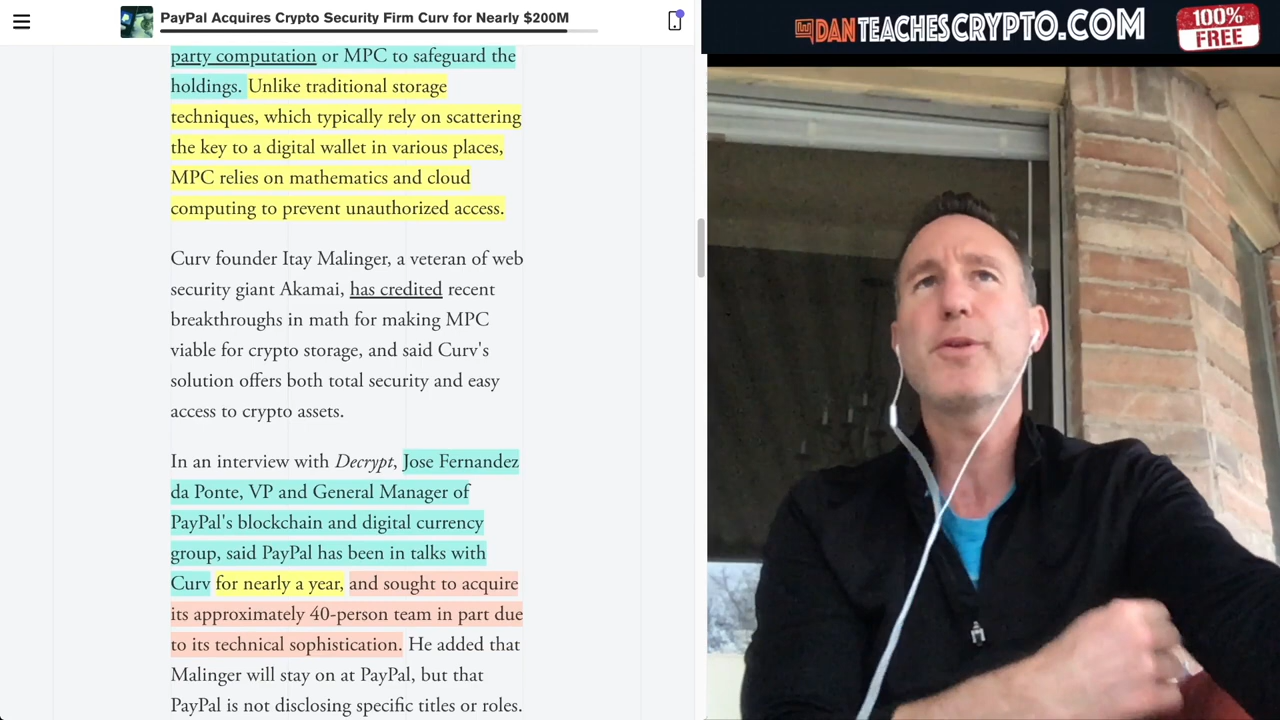 PayPal Acquires Crypto Security Firm Curv for Nearly $200M
party computation or MPC to safeguard the
holdings. Unlike traditional storage
techniques, which typically rely on scattering
the key to a digital wallet in various places,
MPC relies on mathematics and cloud
computing to prevent unauthorized access.
Curv founder Itay Malinger, a veteran of web
security giant Akamai, has credited recent
breakthroughs in math for making MPC
viable for crypto storage, and said Curv's
solution offers both total security and easy
access to crypto assets.
In an interview with Decrypt, Jose Fernandez
da Ponte, VP and General Manager of
PayPal's blockchain and digital currency
group, said PayPal has been in talks with
Curv for nearly a year, and sought to acquire
its approximately 40-person team in part due
to its technical sophistication. He added that
Malinger will stay on at PayPal, but that
PayPal is not disclosing specific titles or roles.
DANTEACHESCRYPTO.COM
100%
FREE